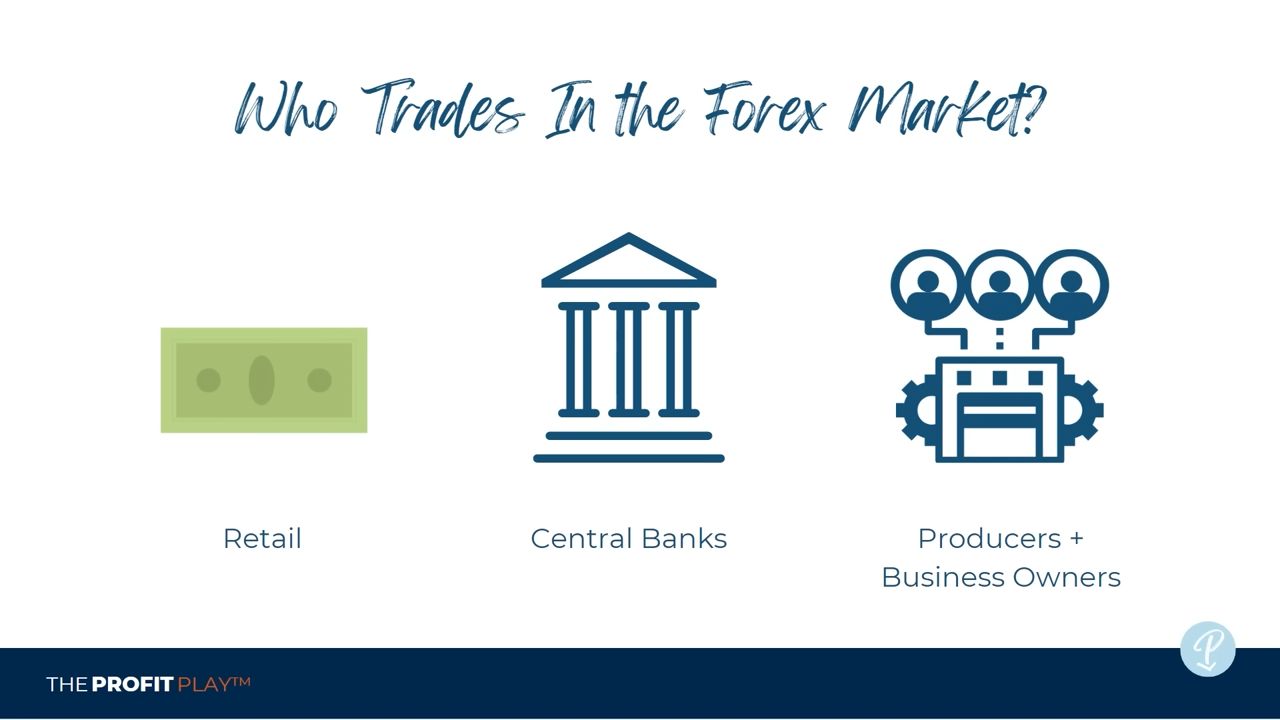 Who Trades In the Forex Market?
Retail
Central Banks
Producers +
Business Owners
P
THE PROFIT PLAY™